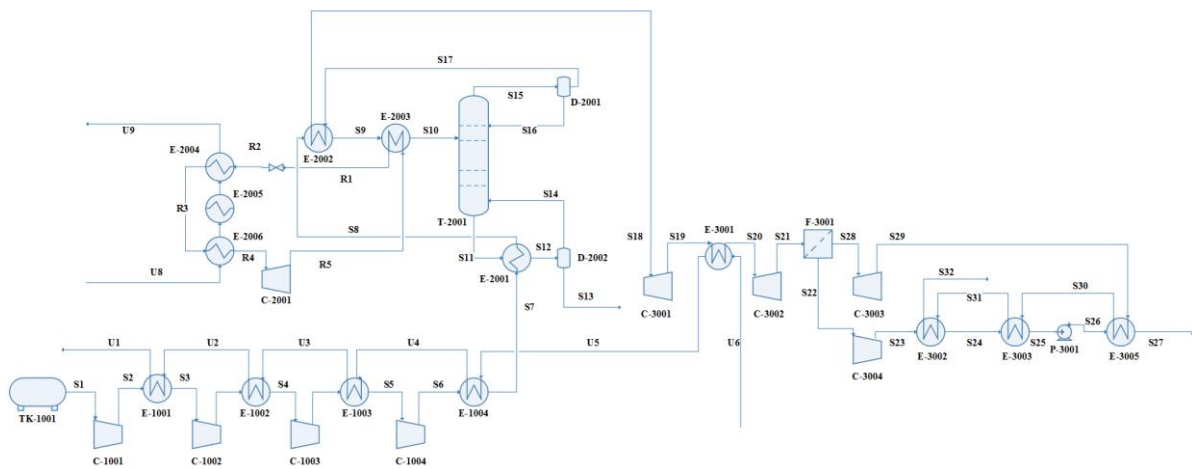 S17
S15
D-2001
E-2003
U9
S9
S10
S16
E-2004
R2
E-2002
R1
E-2005
S14
R3
T-2001
F-3001
E-3001
S8
E-2006
S12
S18
S19
S20
S21
S28
S29
R4
S11
D-2002
U8
R5
E-2001
S32
C-2001
S13
S22
S31
S30
S7
C-3001
C-3002
C-3003
S26
U1
U2
U3
U4
U5
U6
S23
S24
S25
S27
E-3002
E-3003
P-3001
E-3005
C-3004
S1
S2
S3
S4
S5
S6
TK-1001
E-1001
E-1002
E-1003
E-1004
C-1001
C-1002
C-1003
C-1004